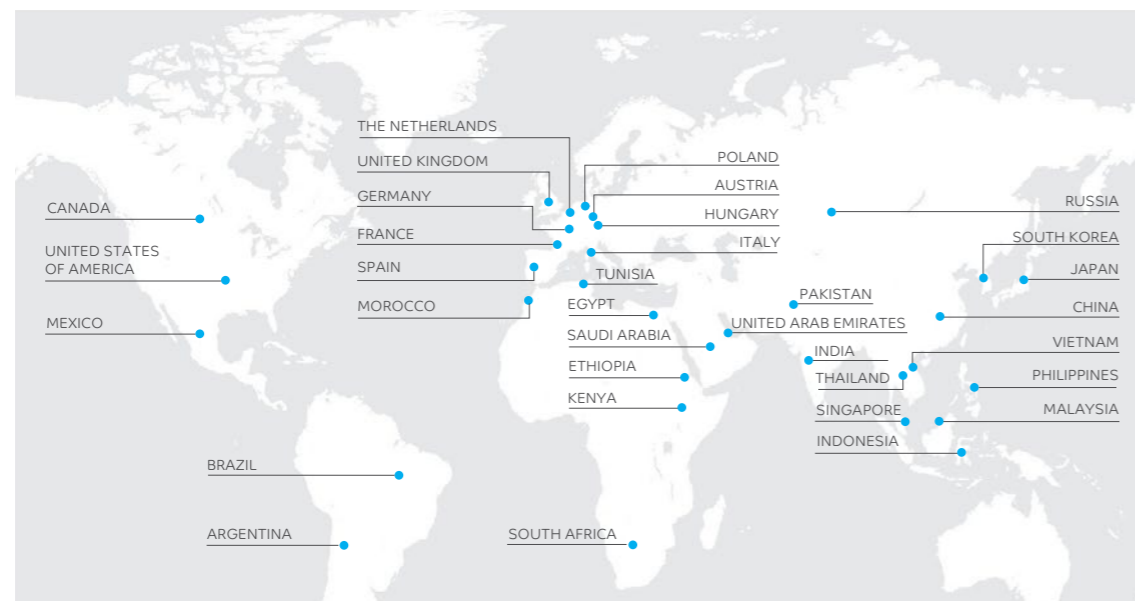 THE NETHERLANDS
UNITED KINGDOM
GERMANY
FRANCE
SPAIN
MOROCCO
CANADA
UNITED STATES
OF AMERICA
MEXICO
BRAZIL
ARGENTINA
POLAND
AUSTRIA
HUNGARY
ITALY
TUNISIA
EGYPT
SAUDI ARABIA
ETHIOPIA
KENYA
SOUTH AFRICA
PAKISTAN
UNITED ARAB EMIRATES
INDIA
THAILAND
SINGAPORE
INDONESIA
RUSSIA
SOUTH KOREA
JAPAN
CHINA
VIETNAM
PHILIPPINES
MALAYSIA